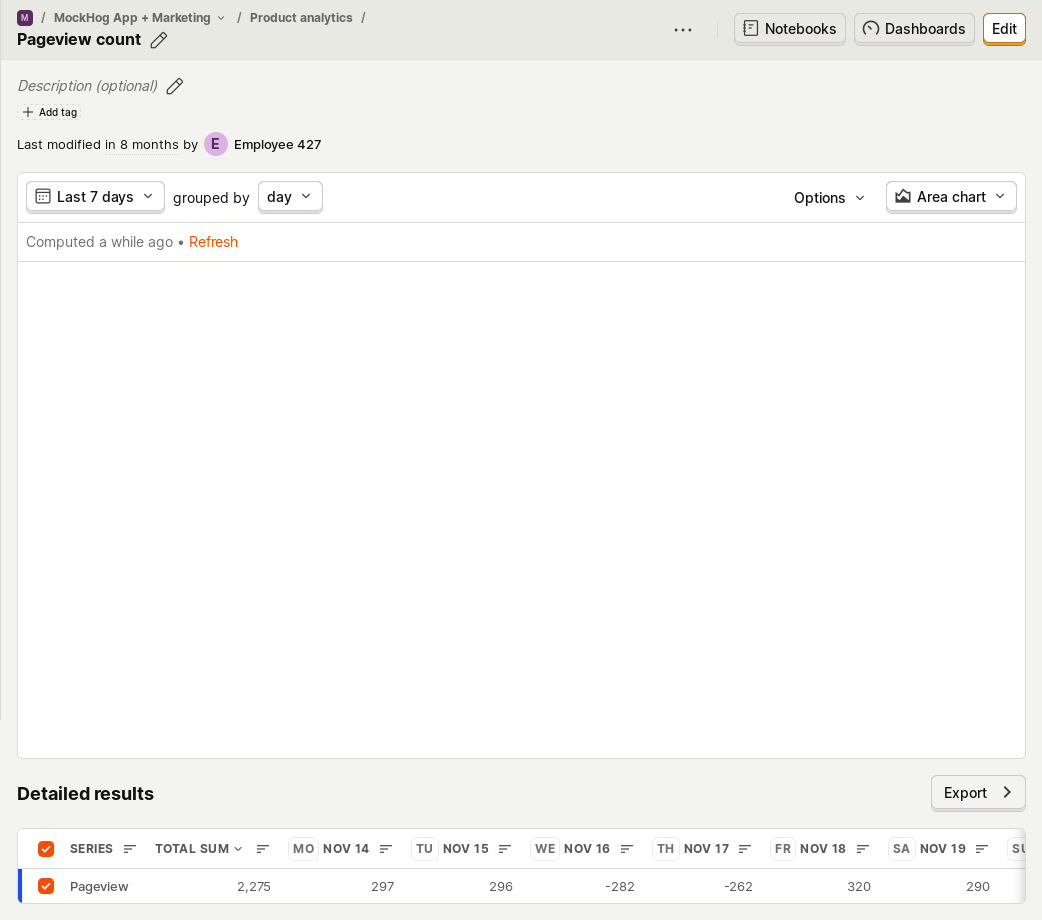 M / MockHog App + Marketing / Product analytics /
Pageview count
Notebooks
Dashboards
Edit
Description (optional)
Add tag
Last modified in 8 months by E Employee 427
Last 7 days grouped by day Options Area chart
Computed a while ago • Refresh
Detailed results
Export
SERIES TOTAL SUM MO NOV 14 TU NOV 15 WE NOV 16 TH NOV 17 FR NOV 18 SA NOV 19
Pageview 2,275 297 296 -282 -262 320 290